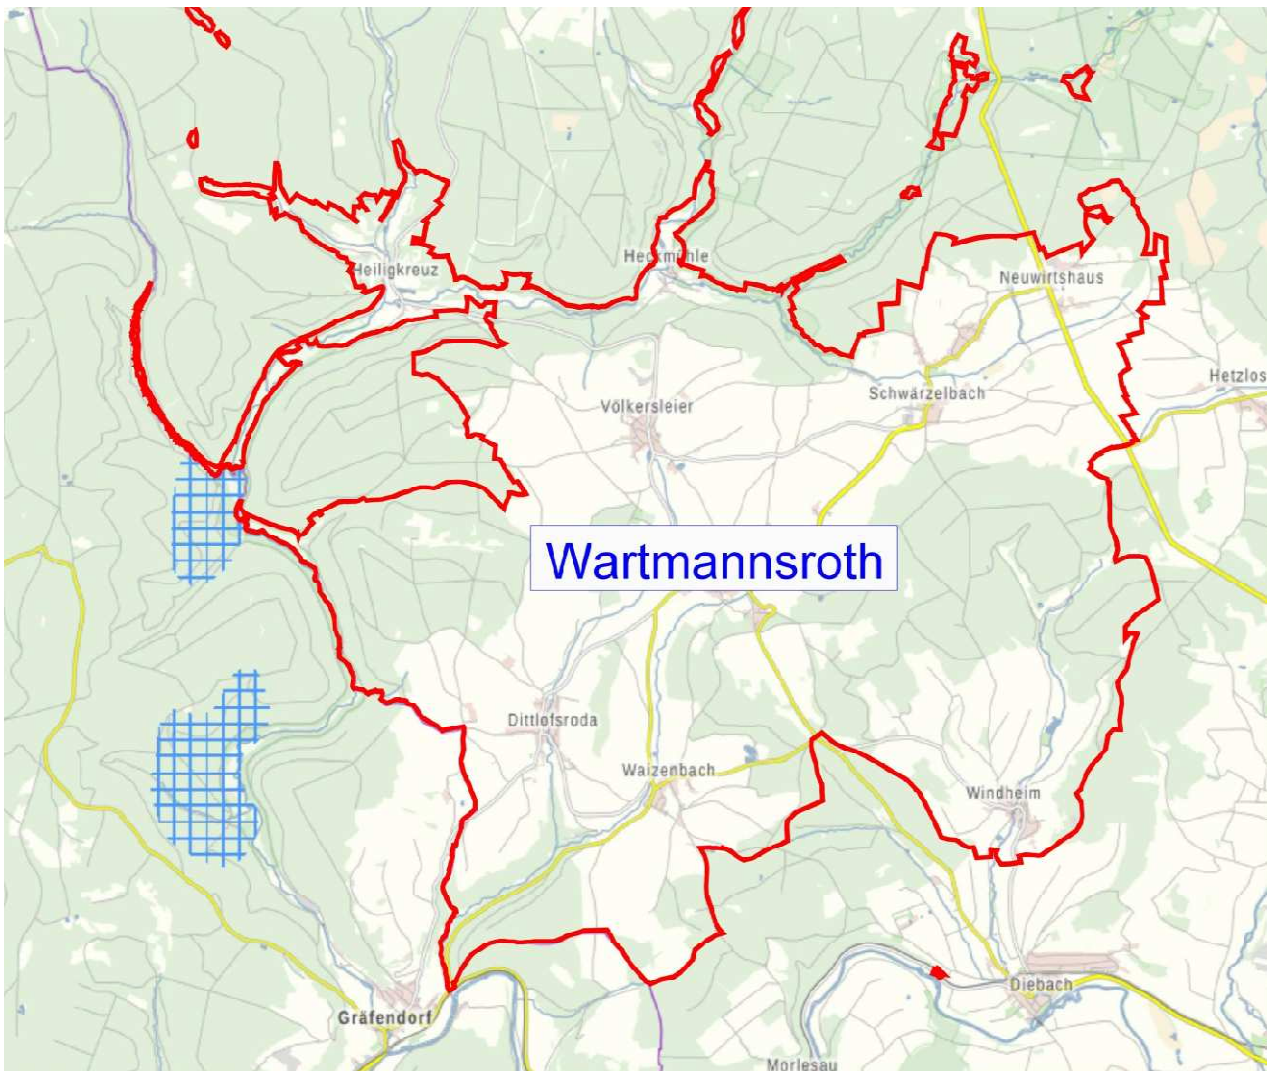 Heckmühle
Heiligkreuz
Neuwirtshaus
Hetzlos
Schwärzelbach
Völkersleier
Wartmannsroth
Dittlofsroda
Waizenbach
Windheim
Diebach
Gräfendorf
Morlesau